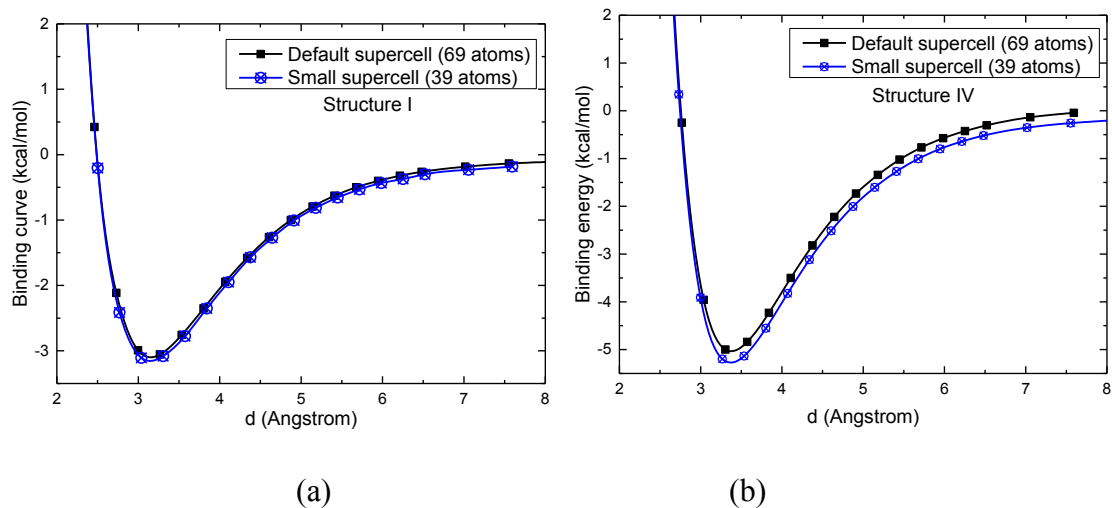 Default supercell (69 atoms)
Small supercell (39 atoms)
Structure I
Binding curve (kcal/mol)
2
1
0
-1
-2
-3
2 3 4 5 6 7 8
d (Angstrom)
(a)
Default supercell (69 atoms)
Small supercell (39 atoms)
Structure IV
Binding energy (kcal/mol)
2
1
0
-1
-2
-3
-4
-5
2 3 4 5 6 7 8
d (Angstrom)
(b)